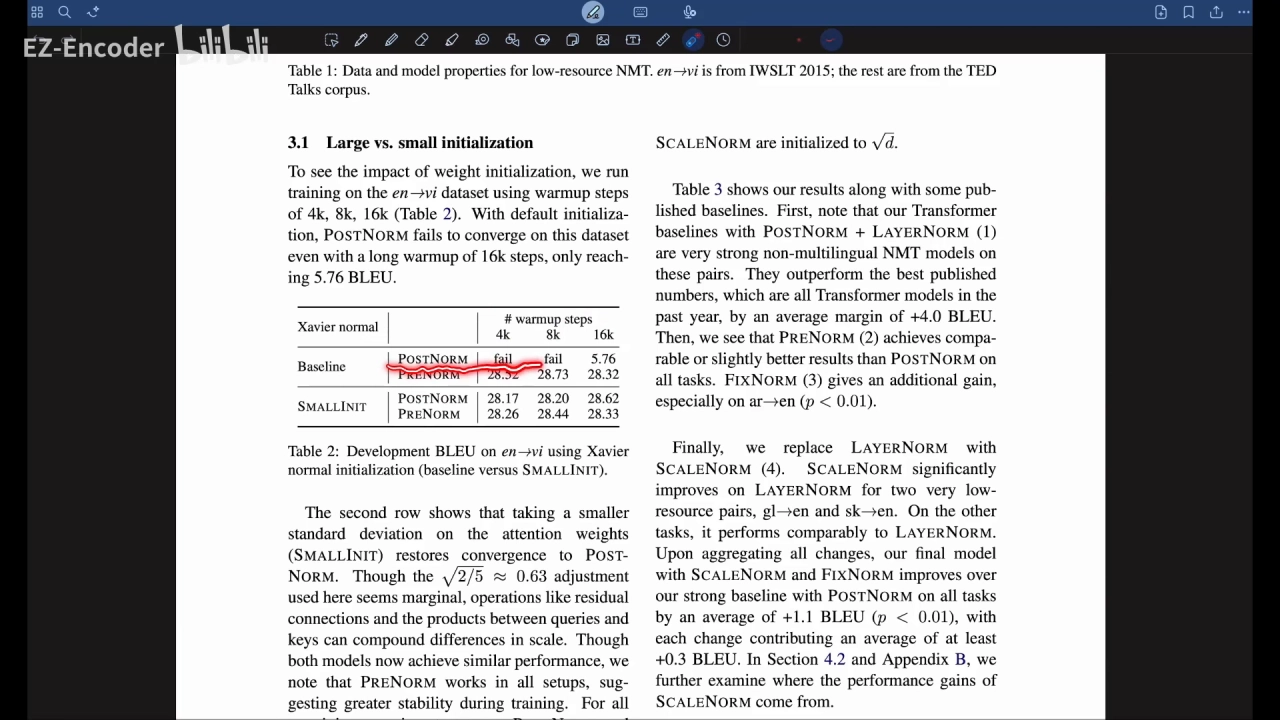 EZ-Encoder bilibili
Table 1: Data and model properties for low-resource NMT. en→vi is from IWSLT 2015; the rest are from the TED
Talks corpus.
3.1 Large vs. small initialization
To see the impact of weight initialization, we run
training on the en→vi dataset using warmup steps
of 4k, 8k, 16k (Table 2). With default initializa-
tion, POSTNORM fails to converge on this dataset
even with a long warmup of 16k steps, only reach-
ing 5.76 BLEU.
# warmup steps
Xavier normal
4k 8k 16k
Baseline
POSTNORM fail fail 5.76
PRENORM 28.52 28.73 28.32
SMALLINIT
POSTNORM 28.17 28.20 28.62
PRENORM 28.26 28.44 28.33
Table 2: Development BLEU on en→vi using Xavier
normal initialization (baseline versus SMALLINIT).
The second row shows that taking a smaller
standard deviation on the attention weights
(SMALLINIT) restores convergence to POST-
NORM. Though the √2/5 ≈ 0.63 adjustment
used here seems marginal, operations like residual
connections and the products between queries and
keys can compound differences in scale. Though
both models now achieve similar performance, we
note that PRENORM works in all setups, sug-
gesting greater stability during training. For all
SCALENORM are initialized to √d.
Table 3 shows our results along with some pub-
lished baselines. First, note that our Transformer
baselines with POSTNORM + LAYERNORM (1)
are very strong non-multilingual NMT models on
these pairs. They outperform the best published
numbers, which are all Transformer models in the
past year, by an average margin of +4.0 BLEU.
Then, we see that PRENORM (2) achieves compa-
rable or slightly better results than POSTNORM on
all tasks. FIXNORM (3) gives an additional gain,
especially on ar→en (p < 0.01).
Finally, we replace LAYERNORM with
SCALENORM (4). SCALENORM significantly
improves on LAYERNORM for two very low-
resource pairs, gl→en and sk→en. On the other
tasks, it performs comparably to LAYERNORM.
Upon aggregating all changes, our final model
with SCALENORM and FIXNORM improves over
our strong baseline with POSTNORM on all tasks
by an average of +1.1 BLEU (p < 0.01), with
each change contributing an average of at least
+0.3 BLEU. In Section 4.2 and Appendix B, we
further examine where the performance gains of
SCALENORM come from.